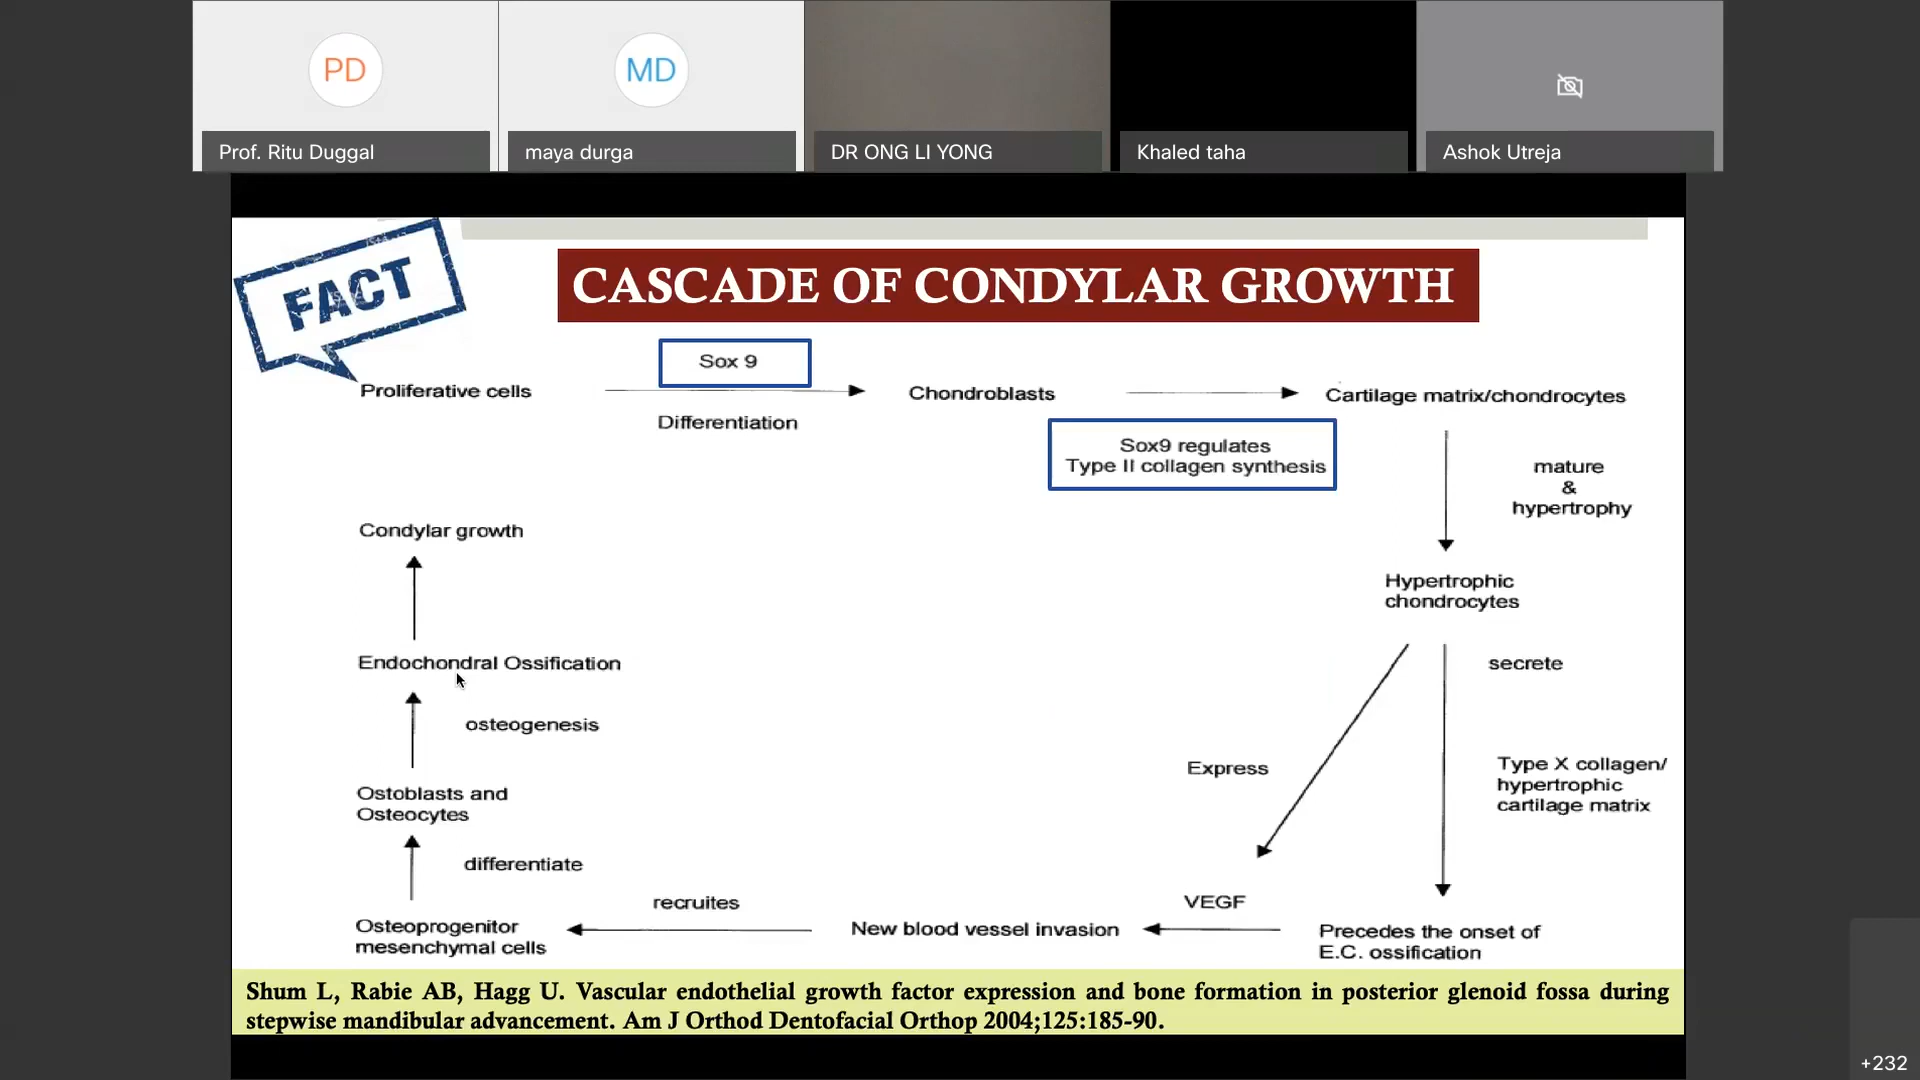 PD
MD
Prof. Ritu Duggal
maya durga
DR ONG LI YONG
Khaled taha
Ashok Utreja
FACT
CASCADE OF CONDYLAR GROWTH
Sox 9
Proliferative cells
Differentiation
Chondroblasts
Cartilage matrix/chondrocytes
Sox9 regulates
Type II collagen synthesis
mature
&
hypertrophy
Condylar growth
Hypertrophic
chondrocytes
Endochondral Ossification
secrete
osteogenesis
Express
Type X collagen/
hypertrophic
cartilage matrix
Ostoblasts and
Osteocytes
differentiate
recruites
VEGF
Osteoprogenitor
mesenchymal cells
New blood vessel invasion
Precedes the onset of
E.C. ossification
Shum L, Rabie AB, Hagg U. Vascular endothelial growth factor expression and bone formation in posterior glenoid fossa during
stepwise mandibular advancement. Am J Orthod Dentofacial Orthop 2004;125:185-90.
+232